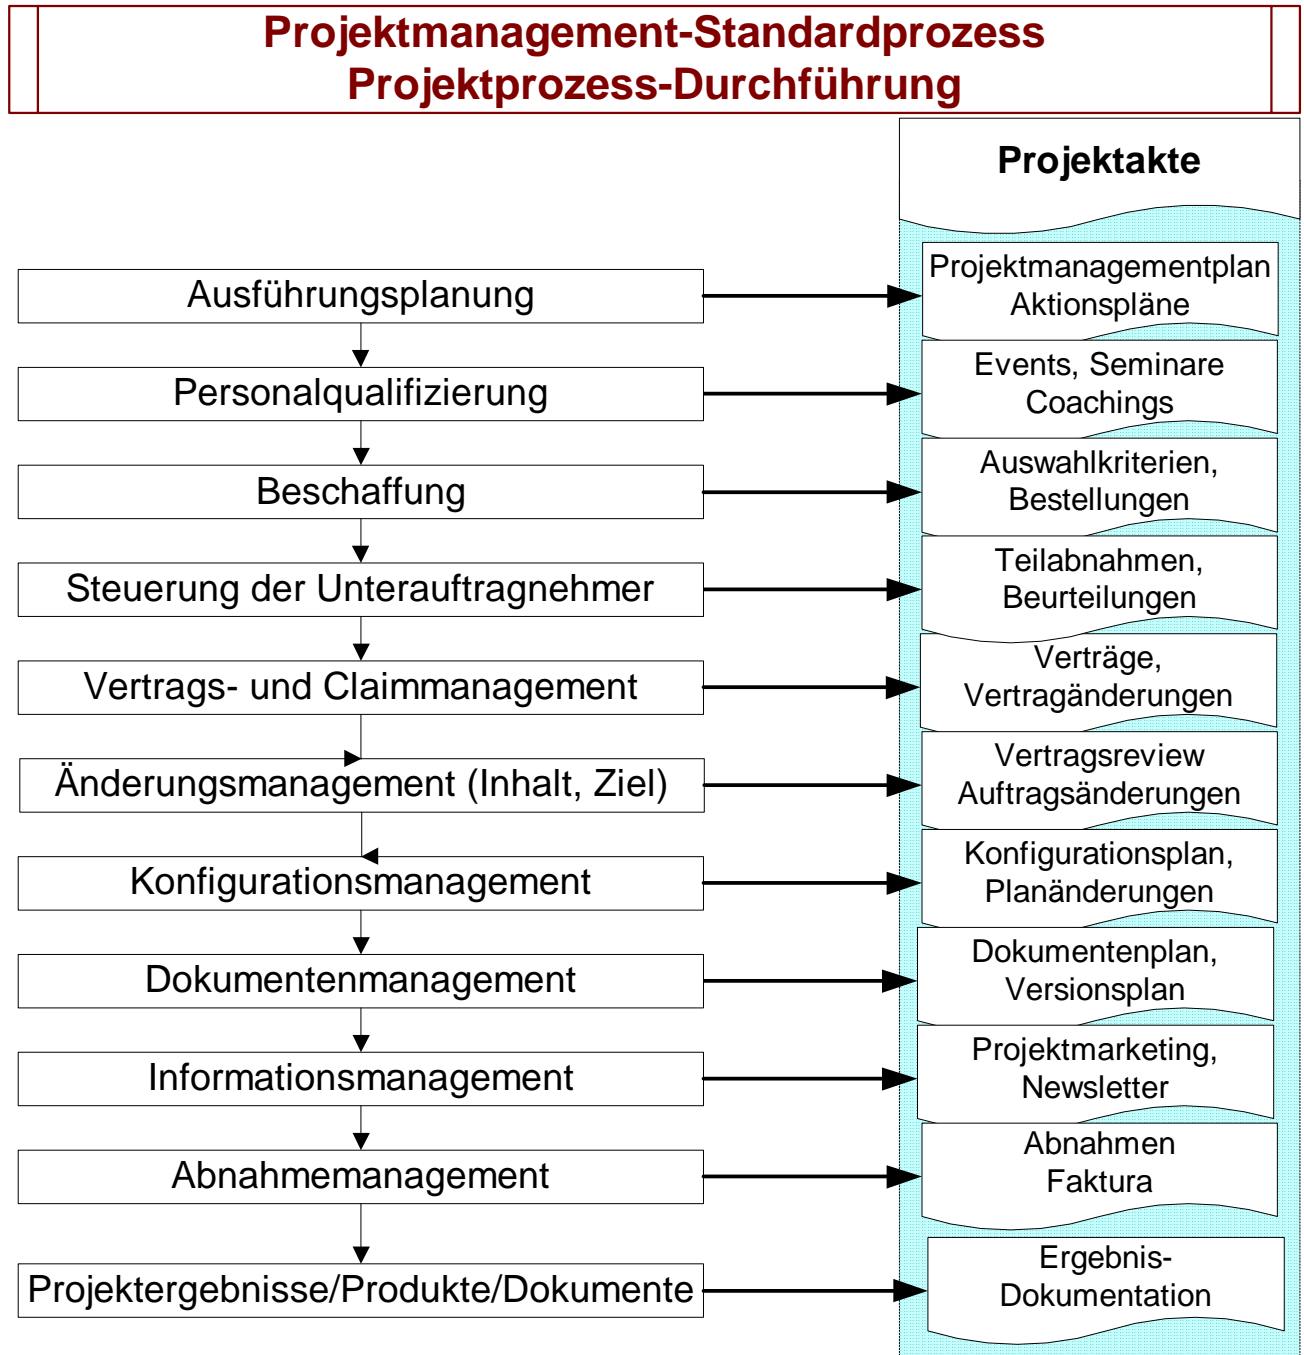 Projektmanagement-Standardprozess
Projektprozess-Durchführung
Projektakte
Ausführungsplanung
Projektmanagementplan
Aktionspläne
Personalqualifizierung
Events, Seminare
Coachings
Beschaffung
Auswahlkriterien,
Bestellungen
Steuerung der Unterauftragnehmer
Teilabnahmen,
Beurteilungen
Vertrags- und Claimmanagement
Verträge,
Vertragänderungen
Änderungsmanagement (Inhalt, Ziel)
Vertragsreview
Auftragsänderungen
Konfigurationsmanagement
Konfigurationsplan,
Planänderungen
Dokumentenmanagement
Dokumentenplan,
Versionsplan
Informationsmanagement
Projektmarketing,
Newsletter
Abnahmemanagement
Abnahmen
Faktura
Projektergebnisse/Produkte/Dokumente
Ergebnis-
Dokumentation